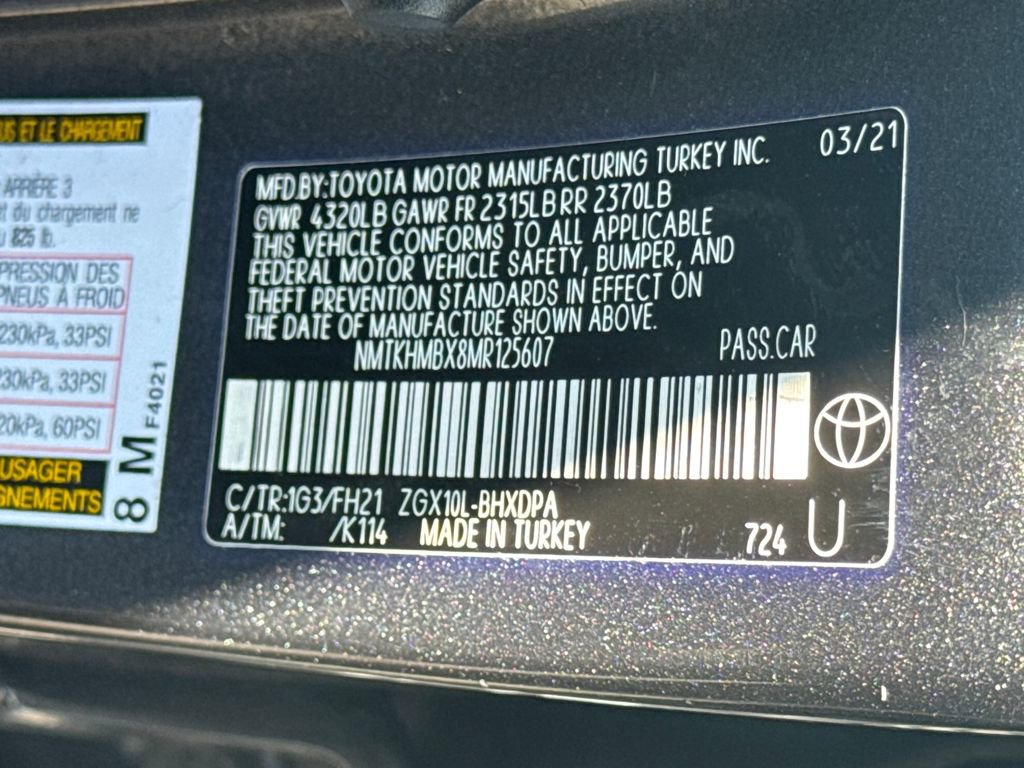 US ET LE CHARGEMENT
ARRIÈRE 3
et du chargement ne
825 lb.
PRESSION DES
PNEUS À FROID
230kPa, 33PSI
230kPa, 33PSI
20kPa, 60PSI
USAGER
GNEMENTS
8 M F4021
03/21
MFD.BY:TOYOTA MOTOR MANUFACTURING TURKEY INC.
GVWR 4320LB GAWR FR 2315LB RR 2370LB
THIS VEHICLE CONFORMS TO ALL APPLICABLE
FEDERAL MOTOR VEHICLE SAFETY, BUMPER, AND
THEFT PREVENTION STANDARDS IN EFFECT ON
THE DATE OF MANUFACTURE SHOWN ABOVE.
NMTKHMBX8MR125607 PASS.CAR
C/TR:1G3/FH21 ZGX10L-BHXDPA
A/TM: /K114 MADE IN TURKEY 724 U